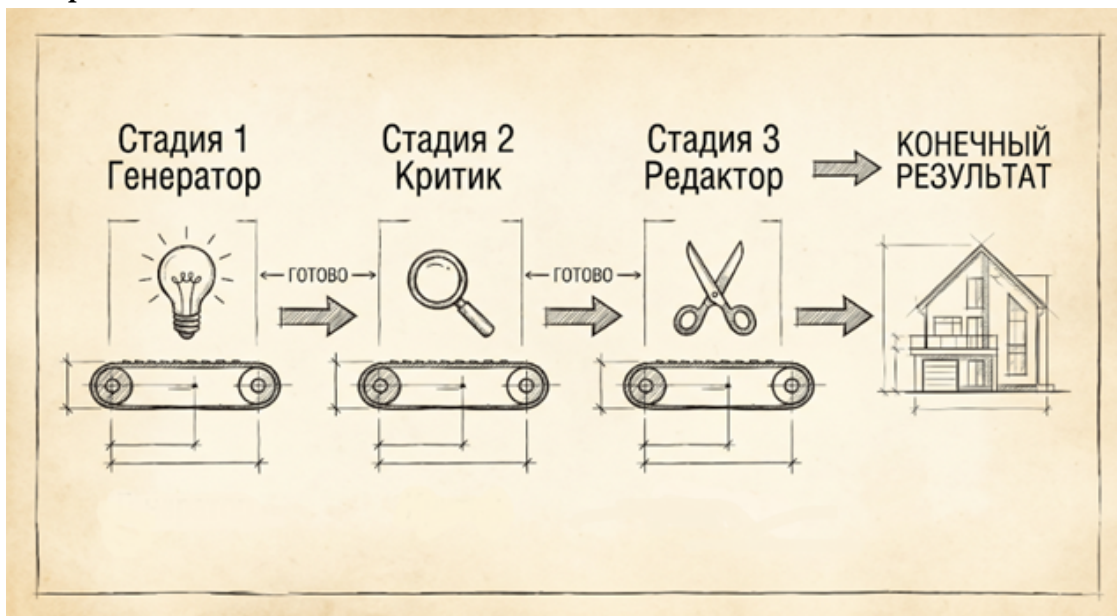 Стадия 1
Генератор
Стадия 2
Критик
Стадия 3
Редактор
КОНЕЧНЫЙ
РЕЗУЛЬТАТ
ГОТОВО
ГОТОВО